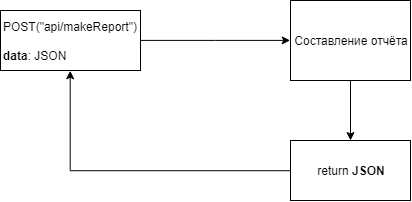 POST("api/makeReport")
data: JSON
Составление отчёта
return JSON